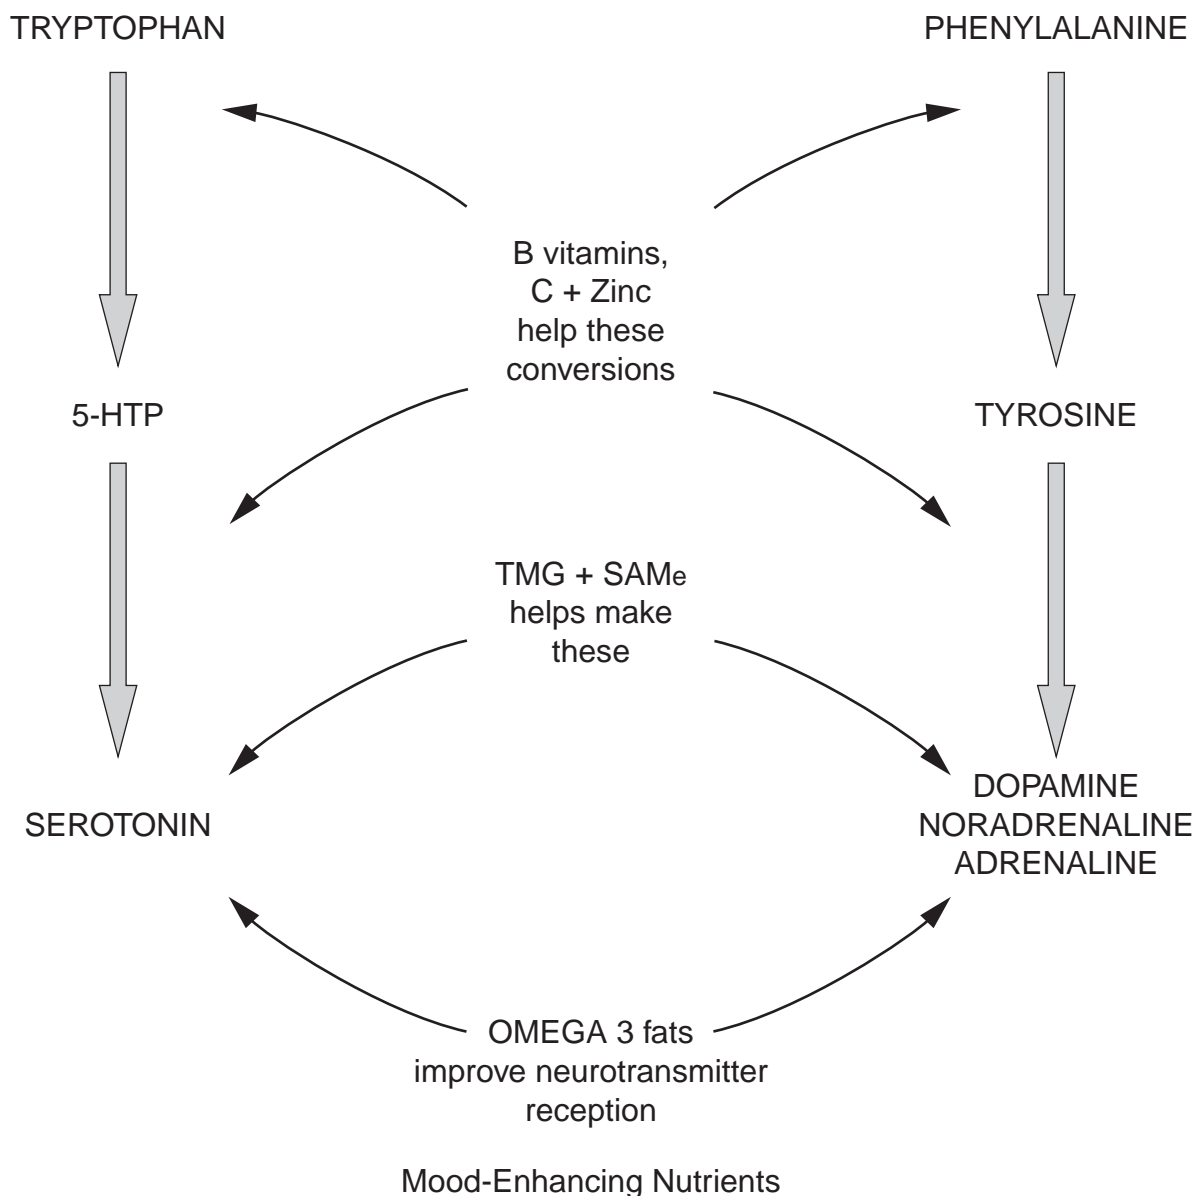 TRYPTOPHAN
PHENYLALANINE
B vitamins,
C + Zinc
help these
conversions
5-HTP
TYROSINE
TMG + SAMe
helps make
these
SEROTONIN
DOPAMINE
NORADRENALINE
ADRENALINE
OMEGA 3 fats
improve neurotransmitter
reception
Mood-Enhancing Nutrients